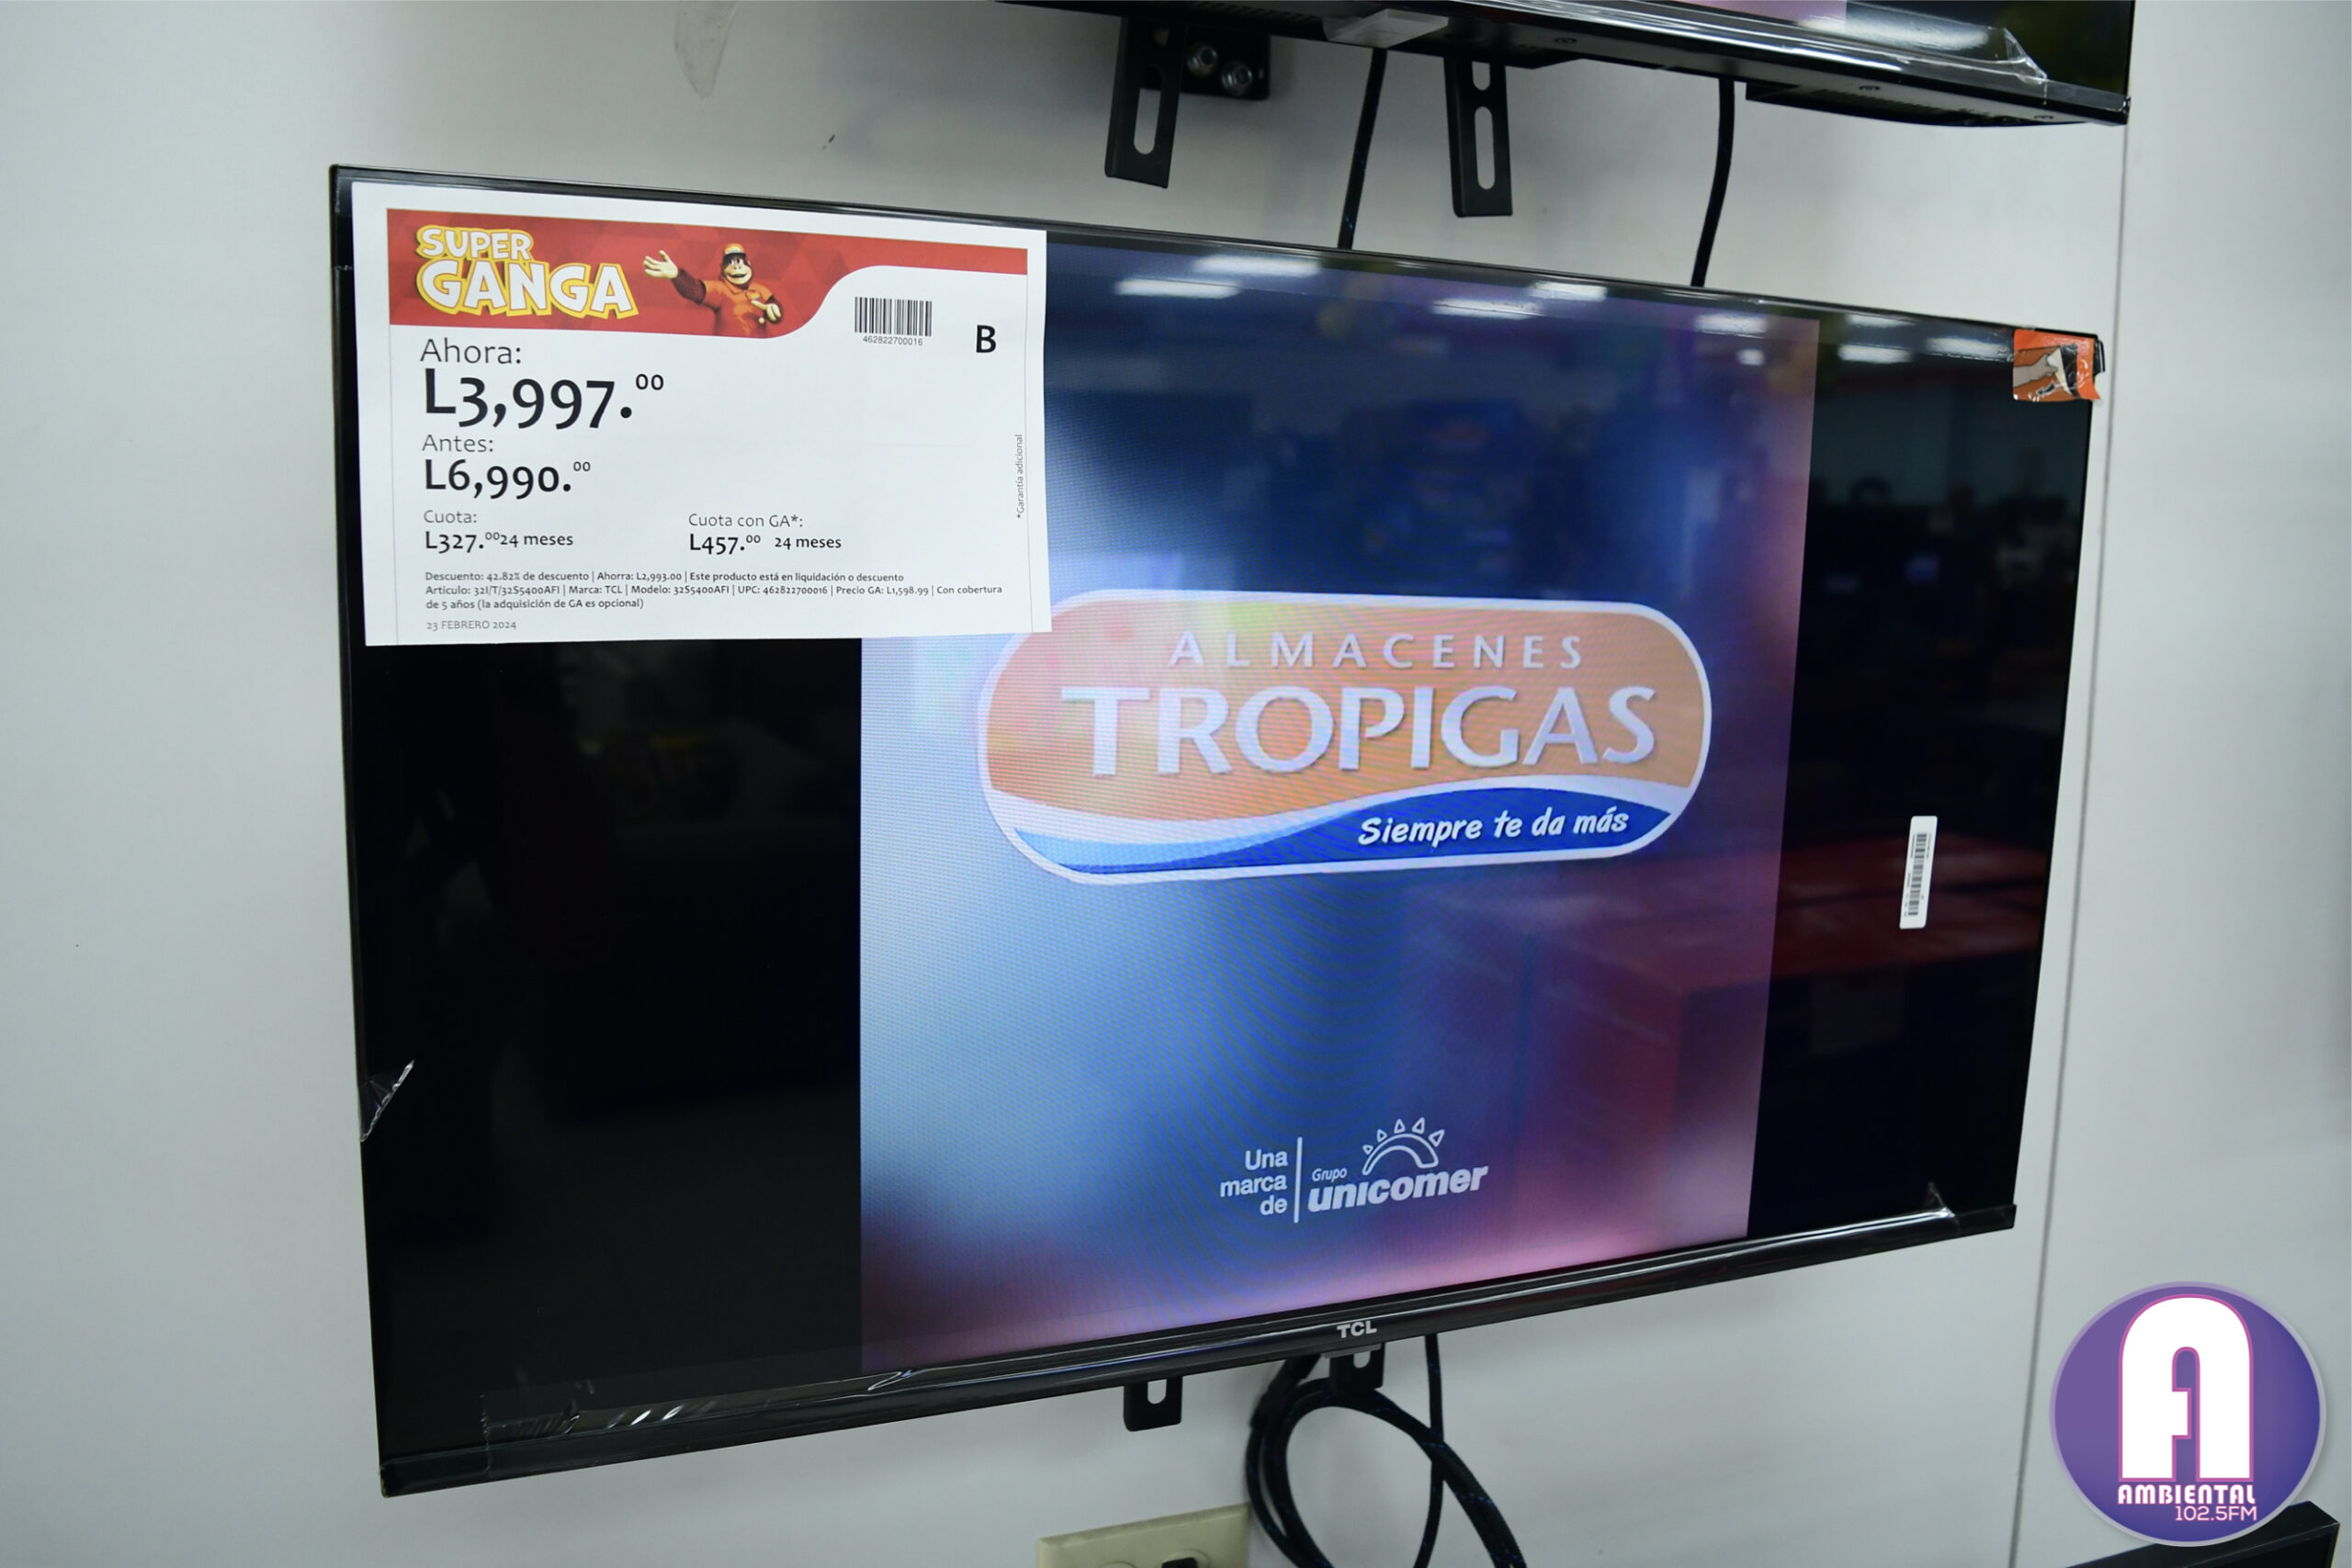 SUPER
GANGA
462822700016
B
Ahora:
L3,997.00
Antes:
L6,990.00
Cuota:
L327.00 24 meses
Cuota con GA*:
L457.00 24 meses
*Garantía adicional
Descuento: 42.82% de descuento | Ahorra: L2,993.00 | Este producto está en liquidación o descuento
Artículo: 32I/T/32S5400AFI | Marca: TCL | Modelo: 32S5400AFI | UPC: 462822700016 | Precio GA: L1,598.99 | Con cobertura
de 5 años (la adquisición de GA es opcional)
23 FEBRERO 2024
ALMACENES
TROPIGAS
Siempre te da más
Una
marca
de
Grupo
unicomer
TCL
A
AMBIENTAL
102.5FM